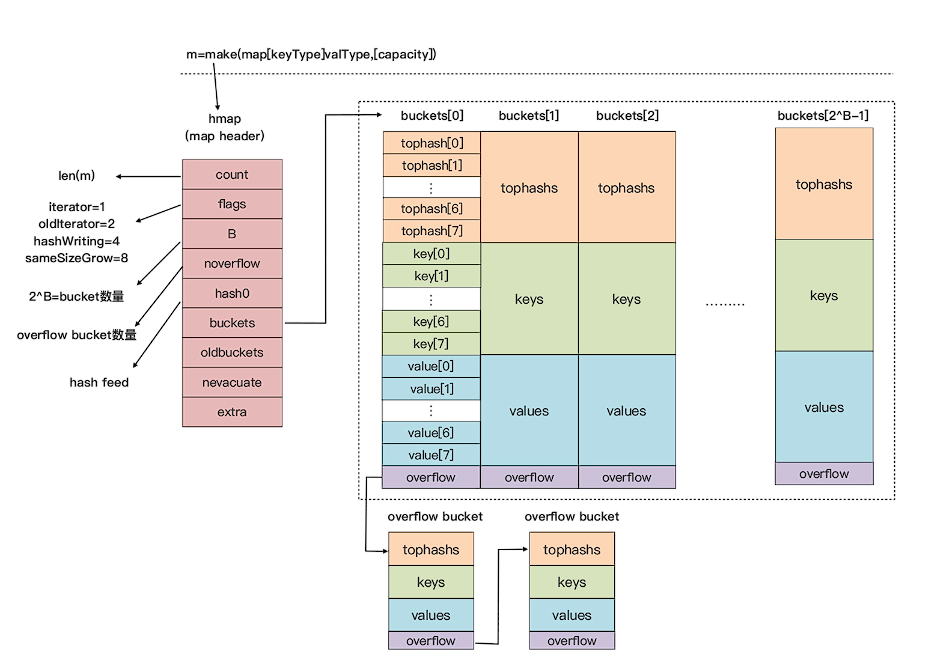 m=make(map[keyType]valType,[capacity])
hmap
(map header)
count
flags
B
noverflow
hash0
buckets
oldbuckets
nevacuate
extra
len(m)
iterator=1
oldIterator=2
hashWriting=4
sameSizeGrow=8
2^B=bucket数量
overflow bucket数量
hash feed
buckets[0]
buckets[1]
buckets[2]
buckets[2^B-1]
tophash[0]
tophash[1]
⋮
tophash[6]
tophash[7]
key[0]
key[1]
⋮
key[6]
key[7]
value[0]
value[1]
⋮
value[6]
value[7]
overflow
tophashs
keys
values
overflow
tophashs
keys
values
overflow
.........
tophashs
keys
values
overflow
overflow bucket
tophashs
keys
values
overflow
overflow bucket
tophashs
keys
values
overflow